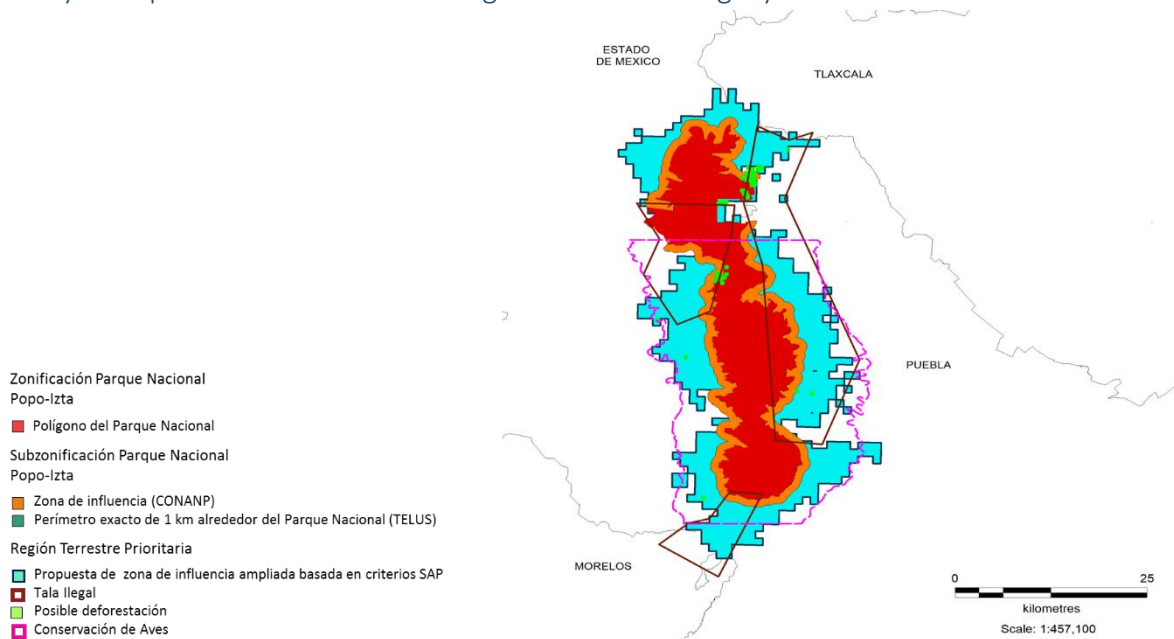 ESTADO
DE MEXICO
TLAXCALA
PUEBLA
MORELOS
Zonificación Parque Nacional
Popo-Izta
Polígono del Parque Nacional
Subzonificación Parque Nacional
Popo-Izta
Zona de influencia (CONANP)
Perímetro exacto de 1 km alrededor del Parque Nacional (TELUS)
Región Terrestre Prioritaria
Propuesta de zona de influencia ampliada basada en criterios SAP
Tala Ilegal
Posible deforestación
Conservación de Aves
0 25
kilometres
Scale: 1:457,100